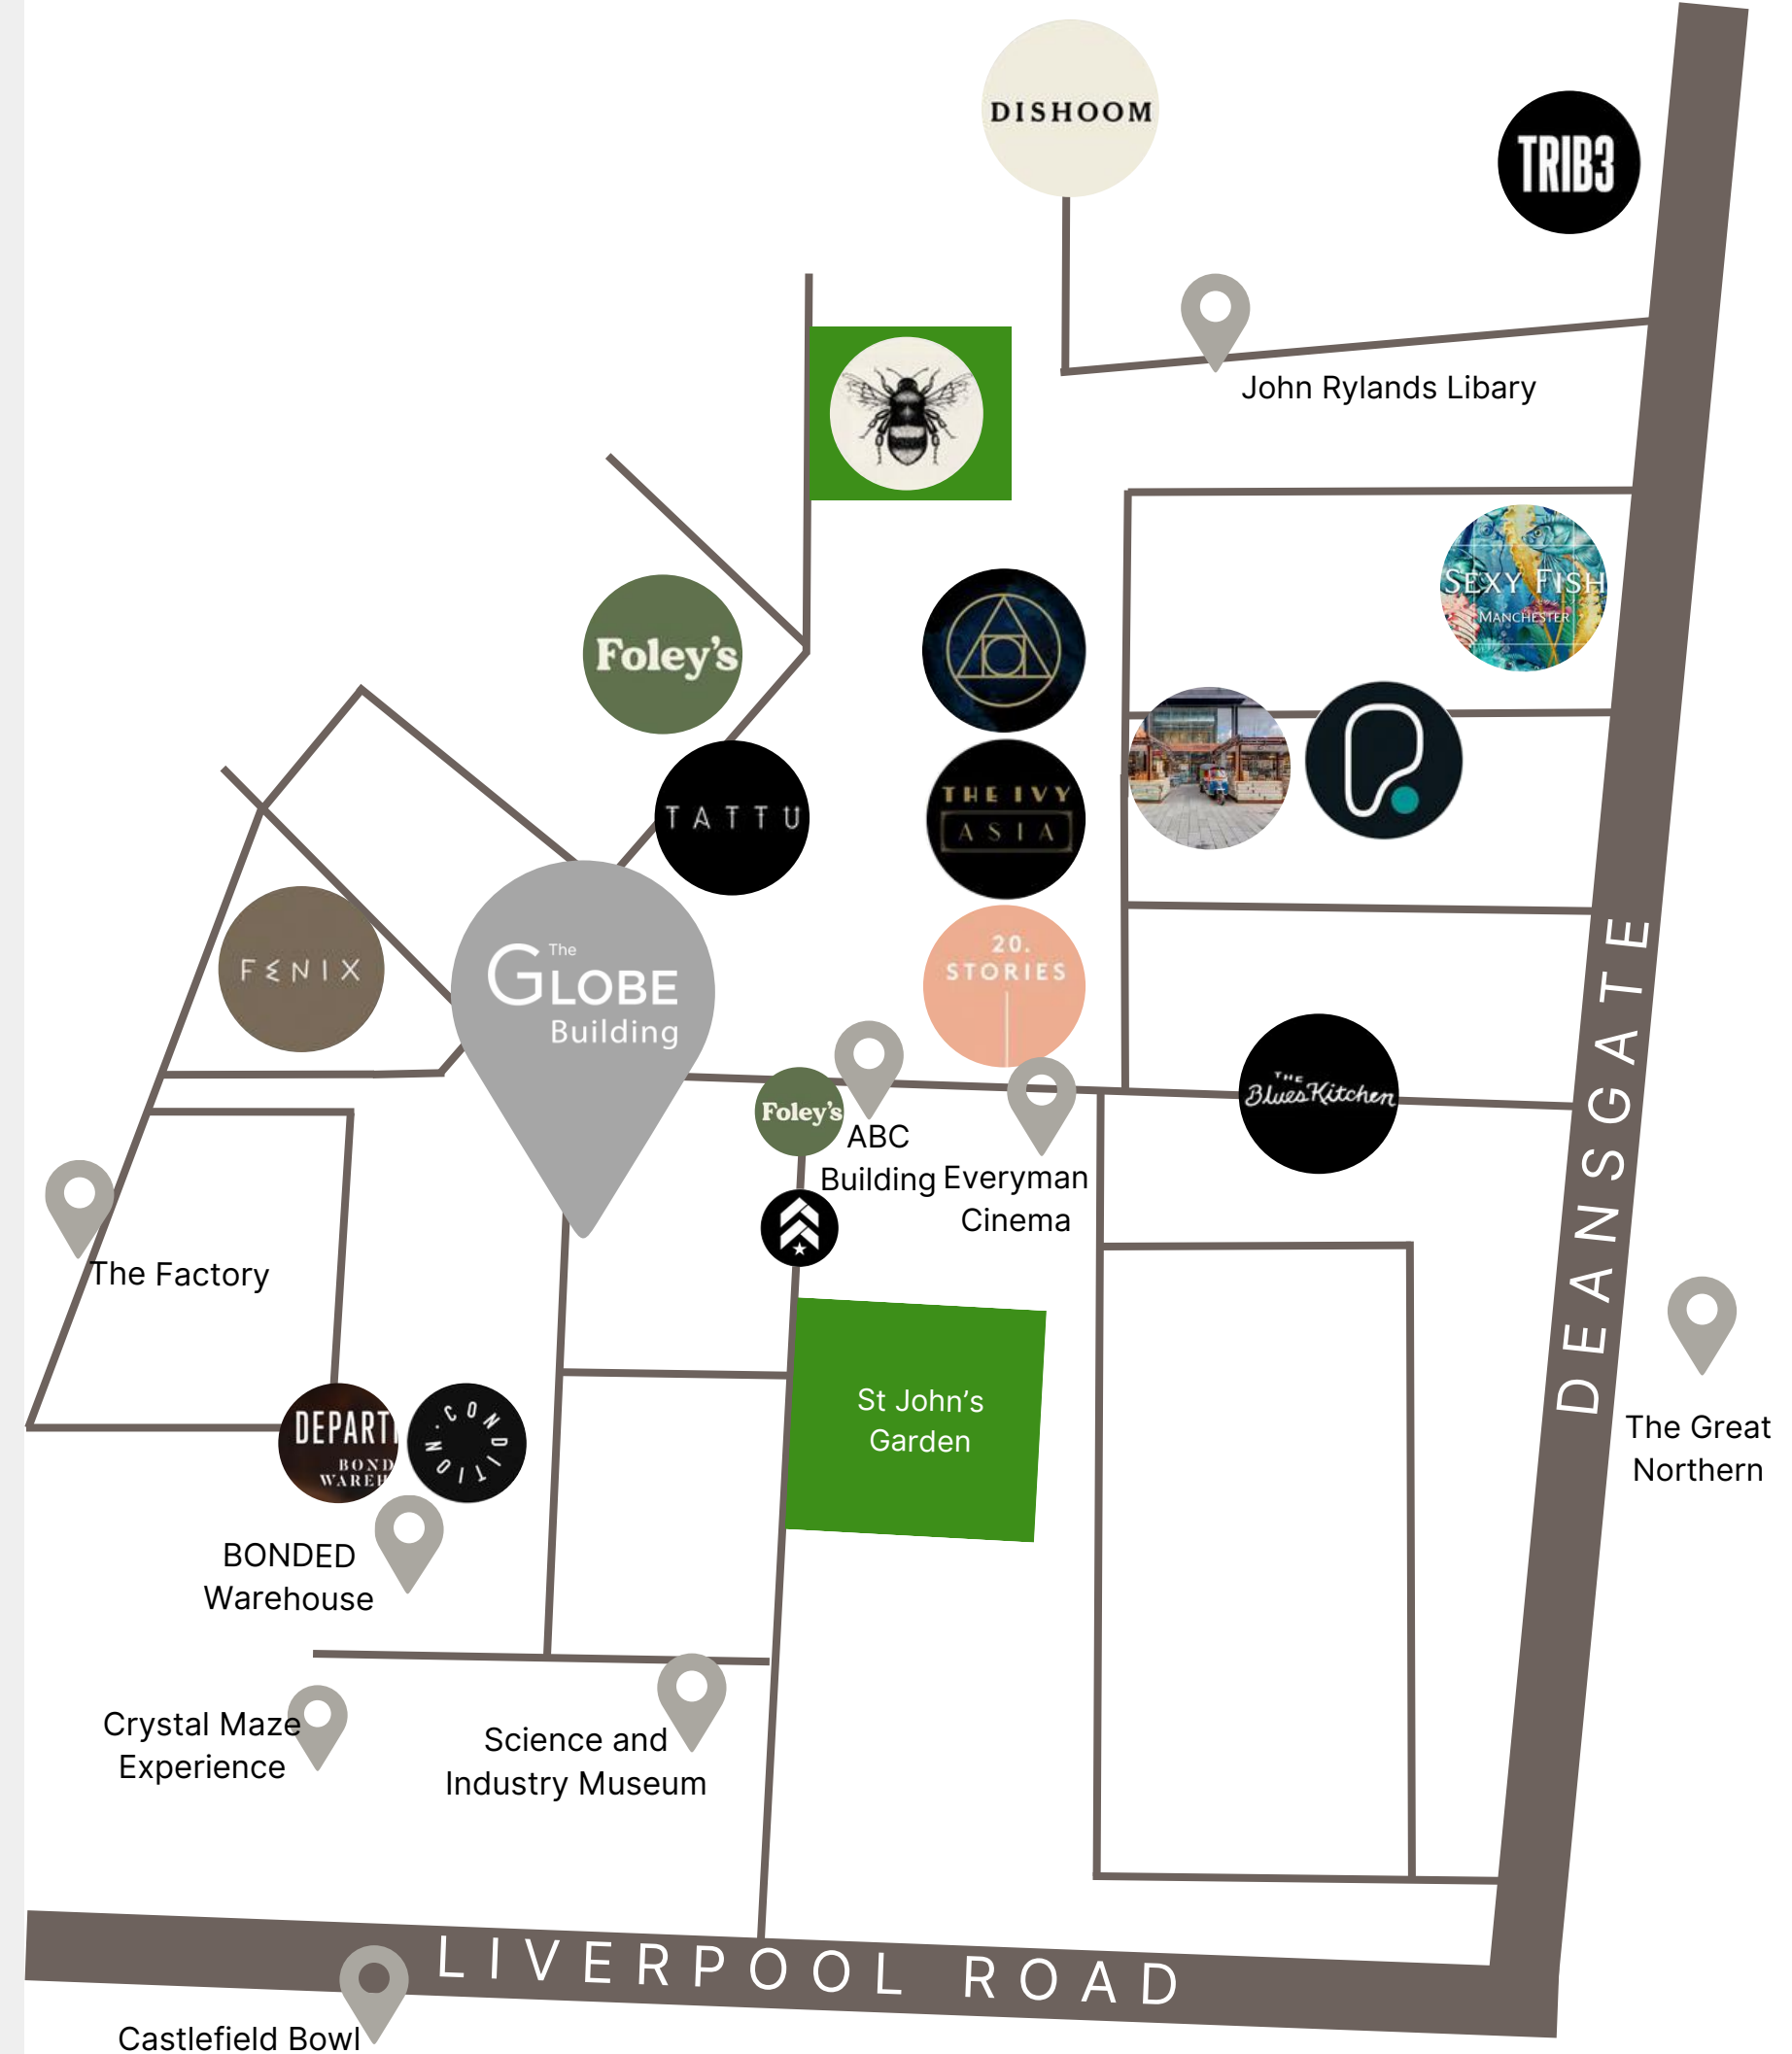 DISHOOM
TRIB3
John Rylands Libary
SEXY FISH
MANCHESTER
Foley's
TATTU
THE IVY
ASIA
FENIX
20.
STORIES
The
GLOBE
Building
Foley's
ABC
Building
Everyman
Cinema
THE
Blues Kitchen
DEANSGATE
The Factory
St John’s
Garden
The Great
Northern
DEPART
BOND
WAREH
CONDITION.
BONDED
Warehouse
Crystal Maze
Experience
Science and
Industry Museum
LIVERPOOL ROAD
Castlefield Bowl